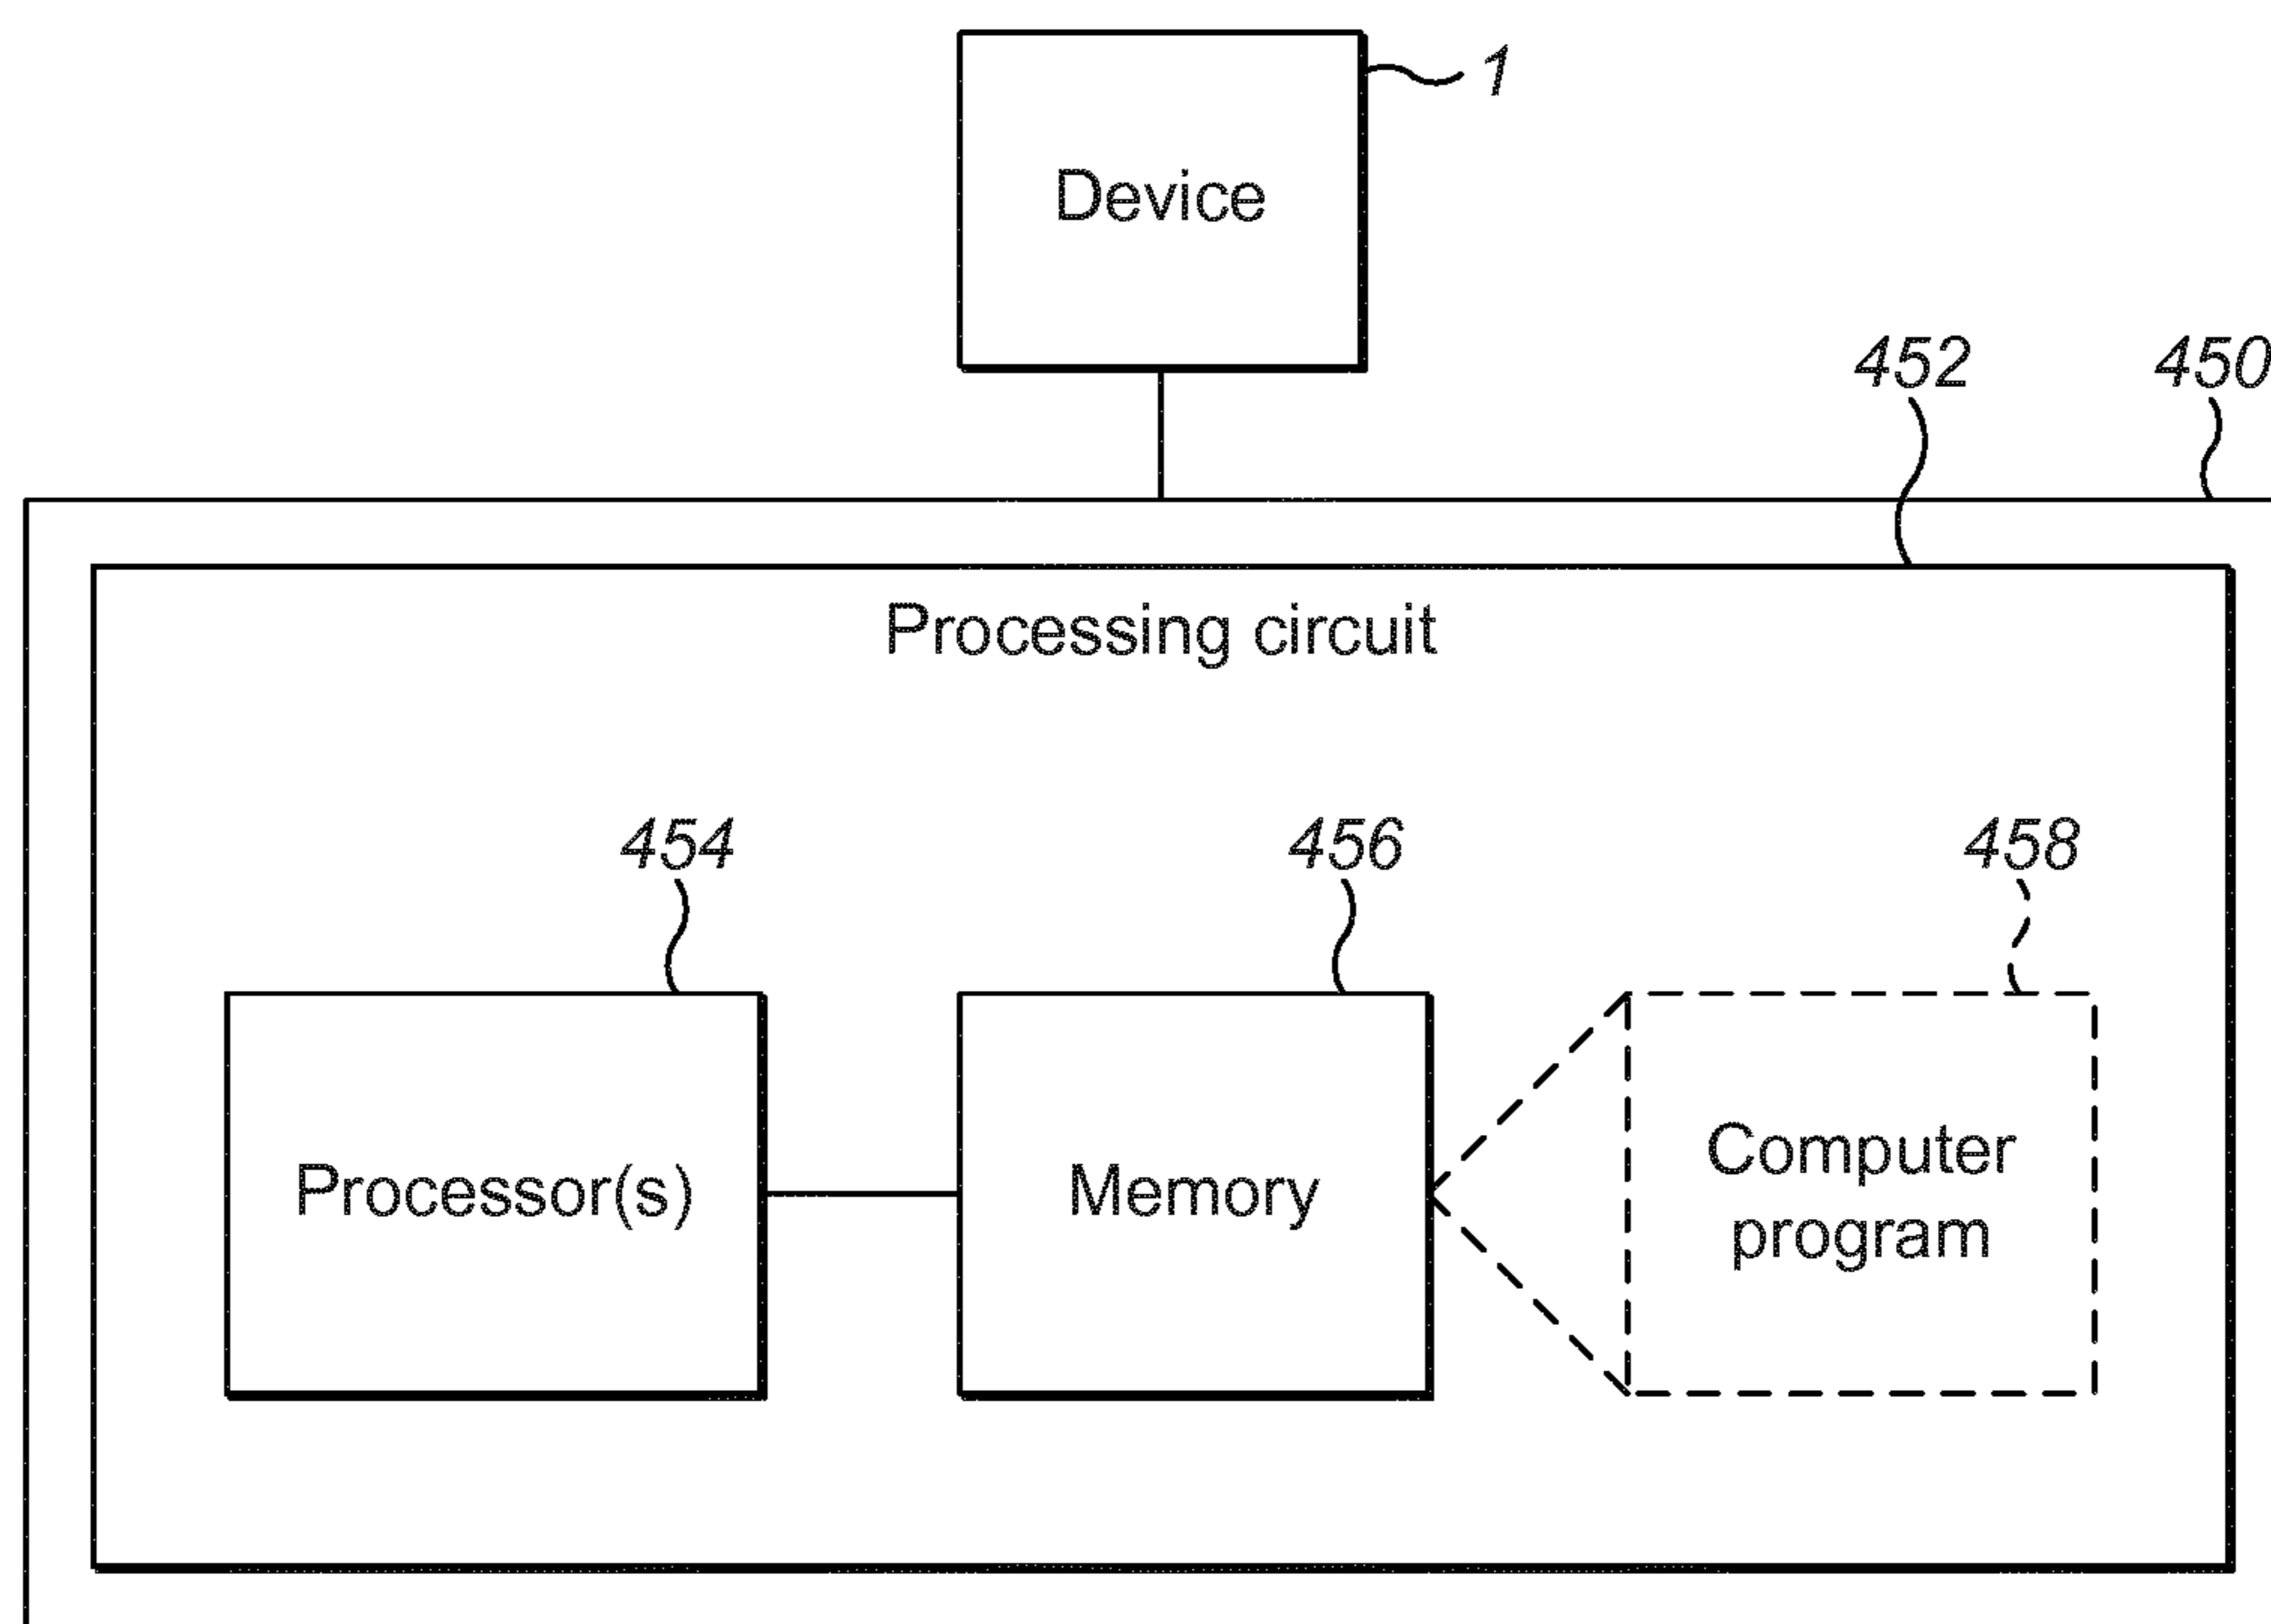 Device
1
452
450
Processing circuit
454
456
458
Processor(s)
Memory
Computer
program